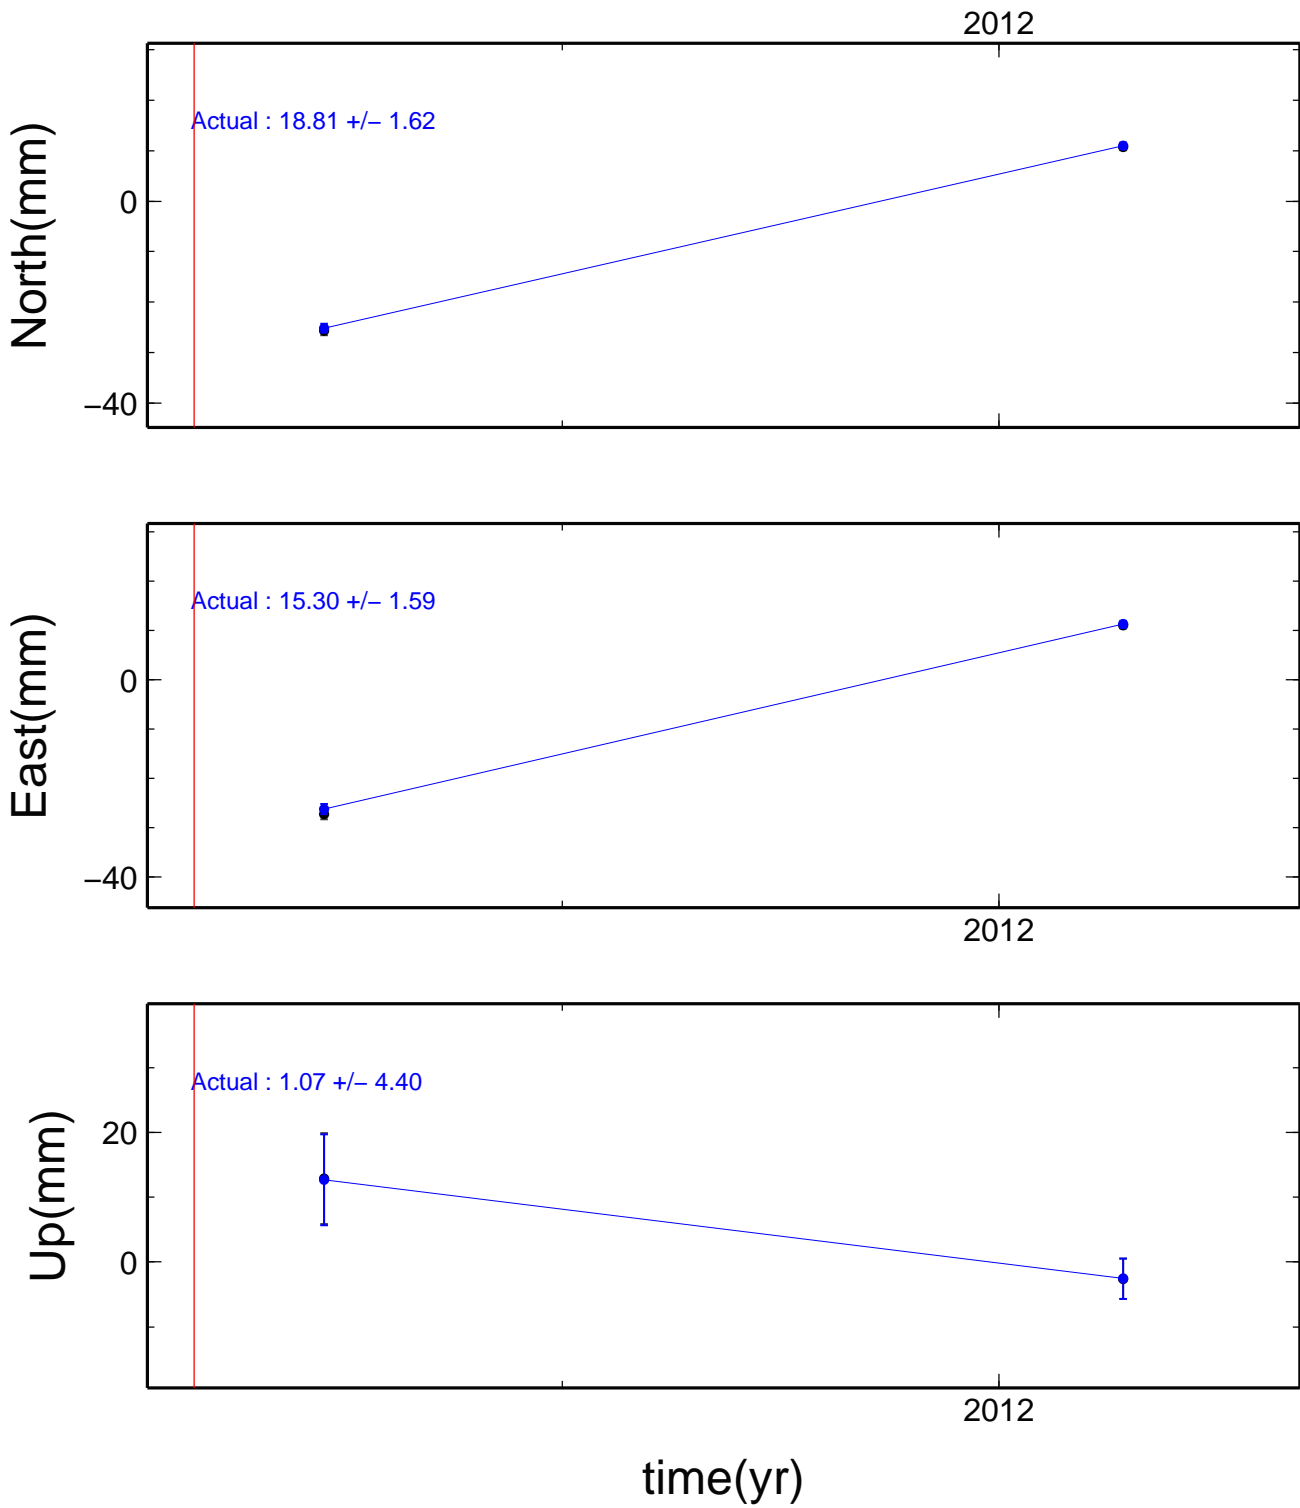 2012
North(mm)
0
−40
Actual : 18.81 +/− 1.62
East(mm)
0
−40
Actual : 15.30 +/− 1.59
2012
Up(mm)
20
0
Actual : 1.07 +/− 4.40
2012
time(yr)